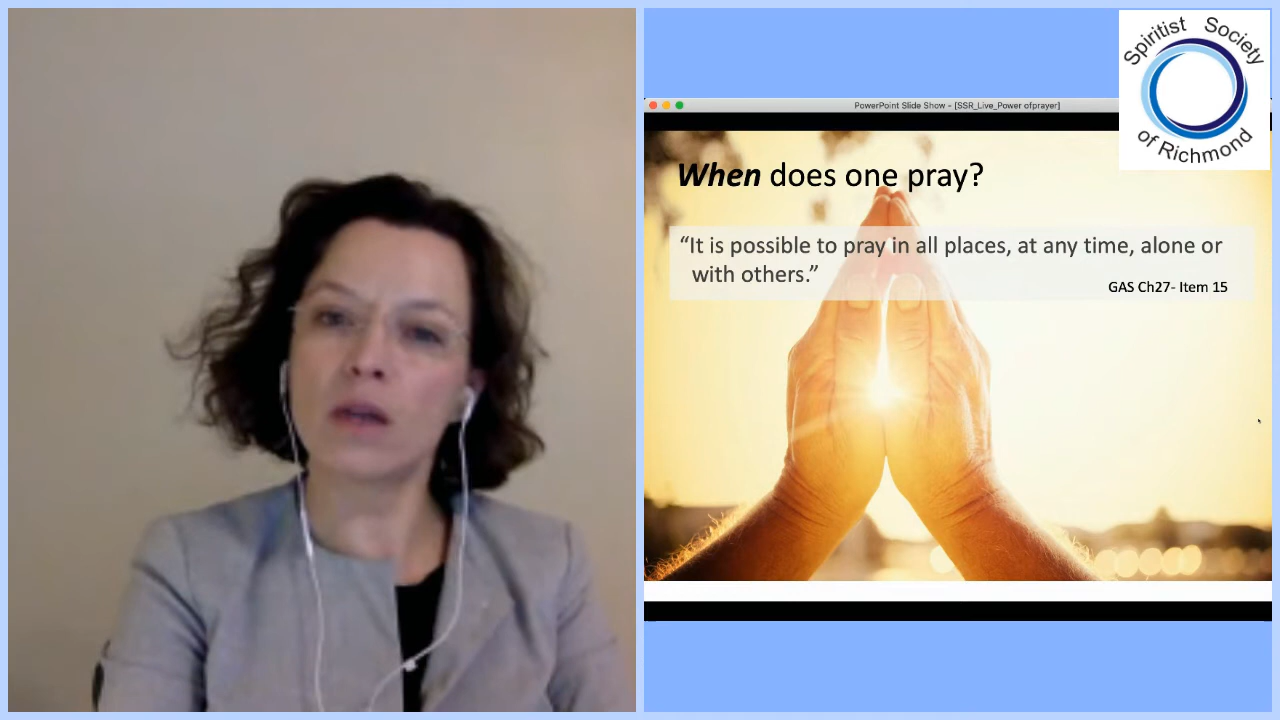 Spiritist Society
of Richmond
PowerPoint Slide Show - [SSR_Live_Power ofprayer]
When does one pray?
“It is possible to pray in all places, at any time, alone or
with others.”
GAS Ch27- Item 15